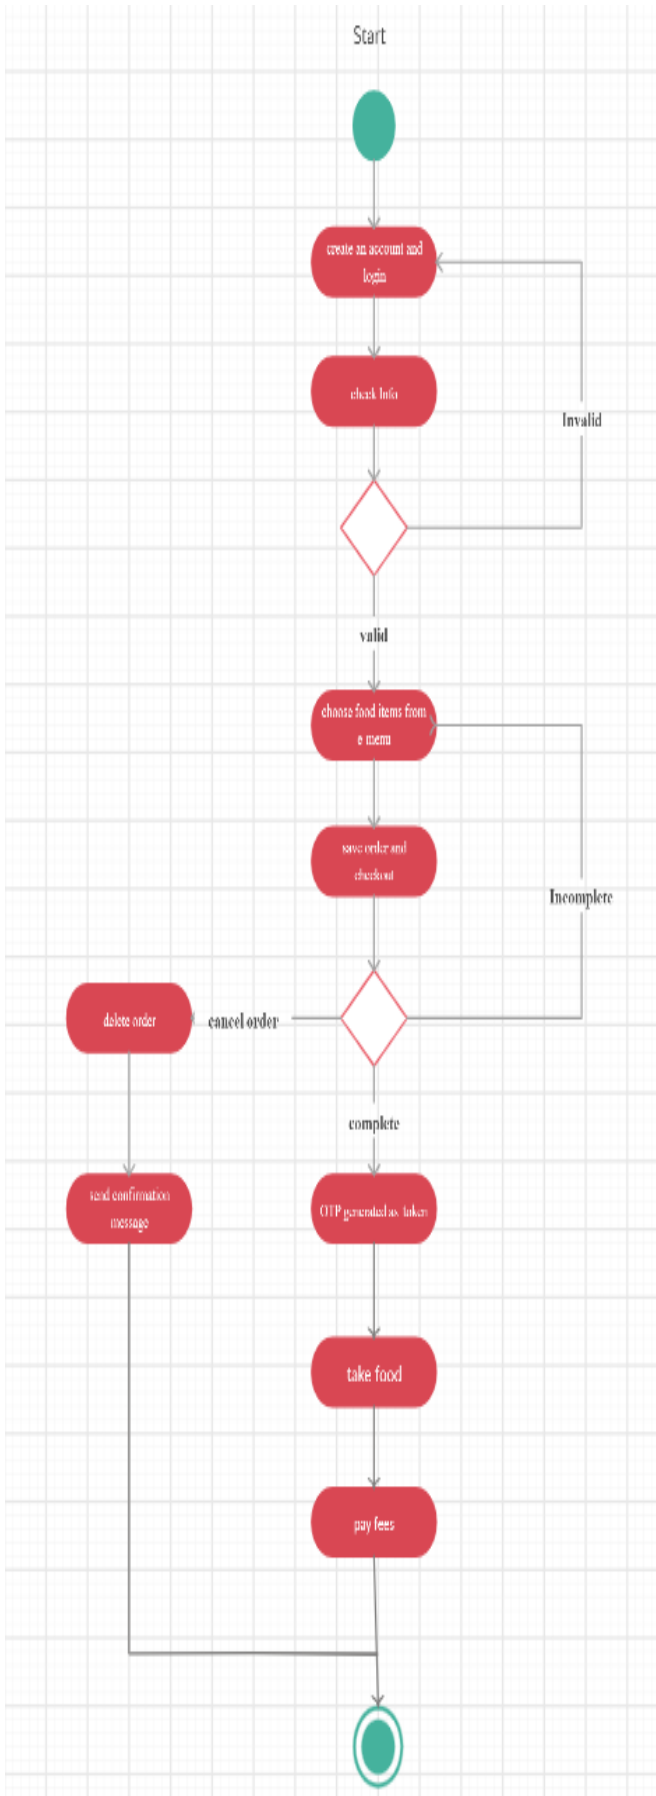 Start
create an account and
login
check Info
Invalid
valid
choose food items from
e menu
save order and
checkout
Incomplete
delete order
cancel order
complete
send confirmation
message
OTP generated as token
take food
pay fees